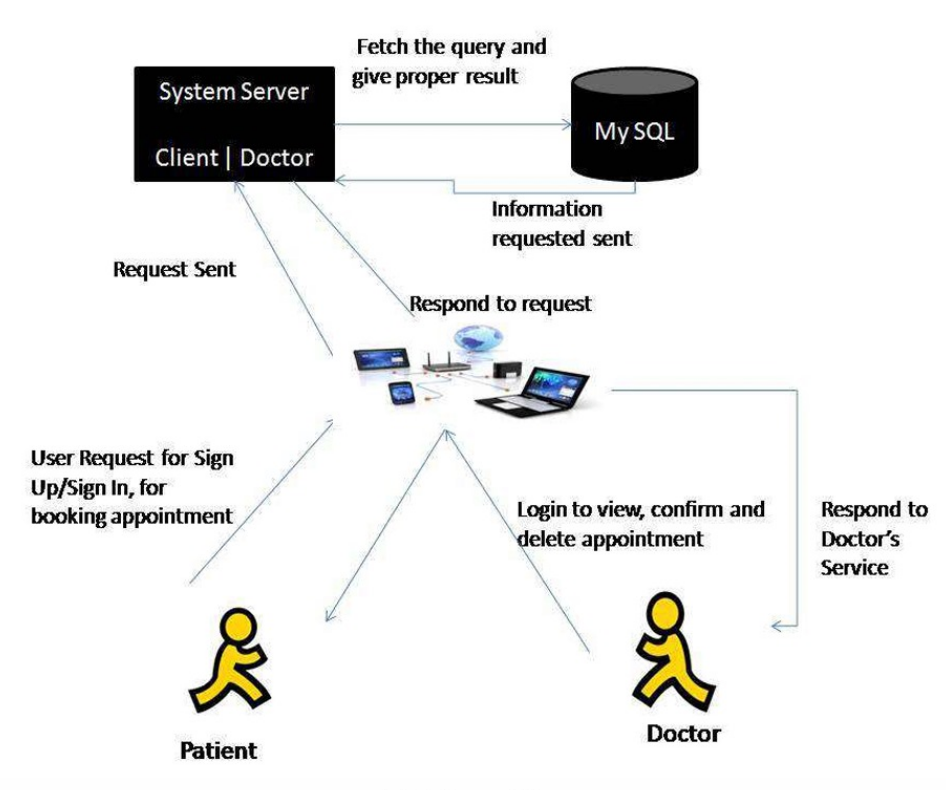 Fetch the query and
give proper result
System Server
Client | Doctor
My SQL
Information
requested sent
Request Sent
Respond to request
User Request for Sign
Up/Sign In, for
booking appointment
Login to view, confirm and
delete appointment
Respond to
Doctor's
Service
Patient
Doctor